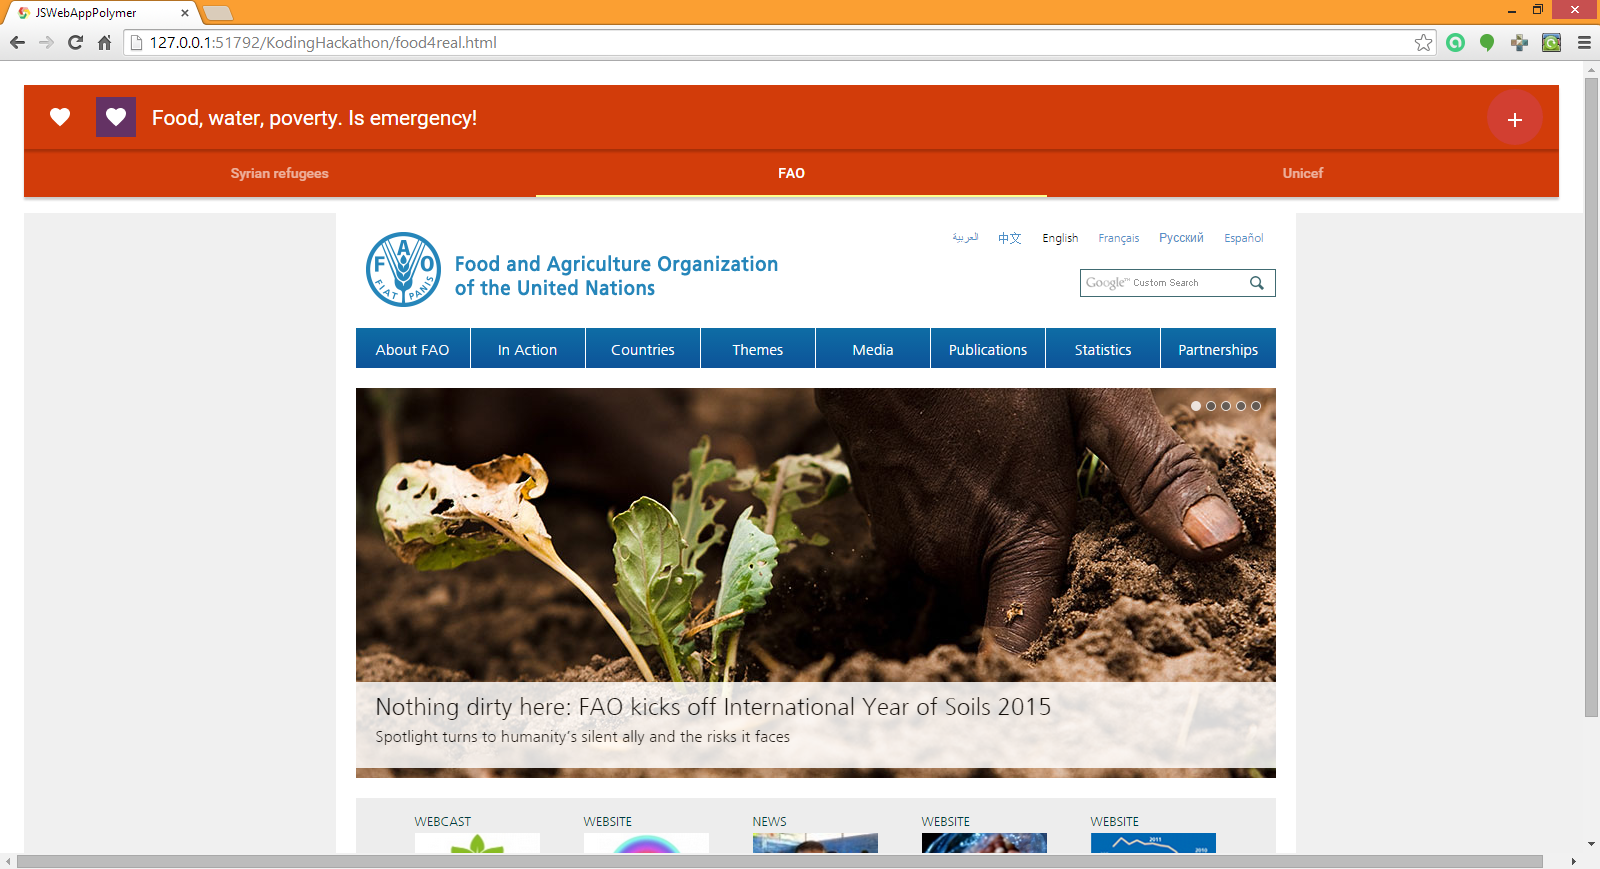 JSWebAppPolymer
127.0.0.1:51792/KodingHackathon/food4real.html
Food, water, poverty. Is emergency!
Syrian refugees
FAO
Unicef
العربية 中文 English Français Русский Español
F A O
FIAT PANIS
Food and Agriculture Organization
of the United Nations
Google™ Custom Search
About FAO
In Action
Countries
Themes
Media
Publications
Statistics
Partnerships
Nothing dirty here: FAO kicks off International Year of Soils 2015
Spotlight turns to humanity's silent ally and the risks it faces
WEBCAST
WEBSITE
NEWS
WEBSITE
WEBSITE
2011
2010